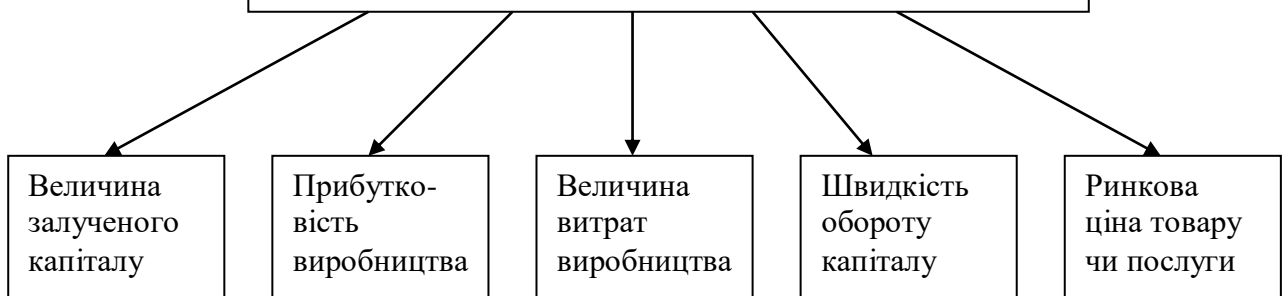 Величина
залученого
капіталу
Прибутко-
вість
виробництва
Величина
витрат
виробництва
Швидкість
обороту
капіталу
Ринкова
ціна товару
чи послуги